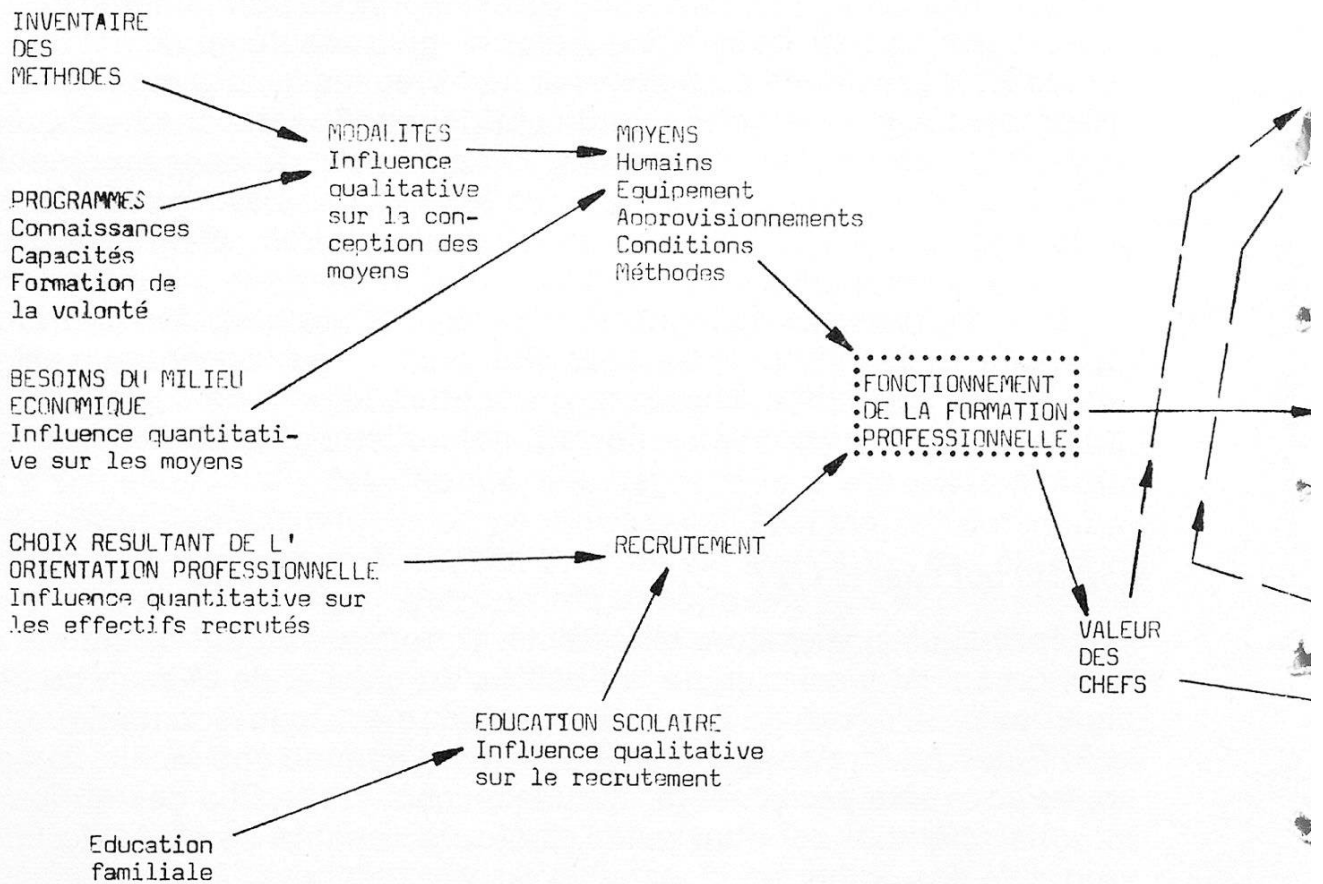 INVENTAIRE
DES
METHODES
MODALITES
Influence
qualitative
sur la con-
ception des
moyens
MOYENS
Humains
Equipement
Approvisionnements
Conditions
Méthodes
PROGRAMMES
Connaissances
Capacités
Formation de
la volonté
BESOINS DU MILIEU
ECONOMIQUE
Influence quantitati-
ve sur les moyens
FONCTIONNEMENT
DE LA FORMATION
PROFESSIONNELLE
CHOIX RESULTANT DE L'
ORIENTATION PROFESSIONNELLE
Influence quantitative sur
les effectifs recrutés
RECRUTEMENT
VALEUR
DES
CHEFS
EDUCATION SCOLAIRE
Influence qualitative
sur le recrutement
Education
familiale